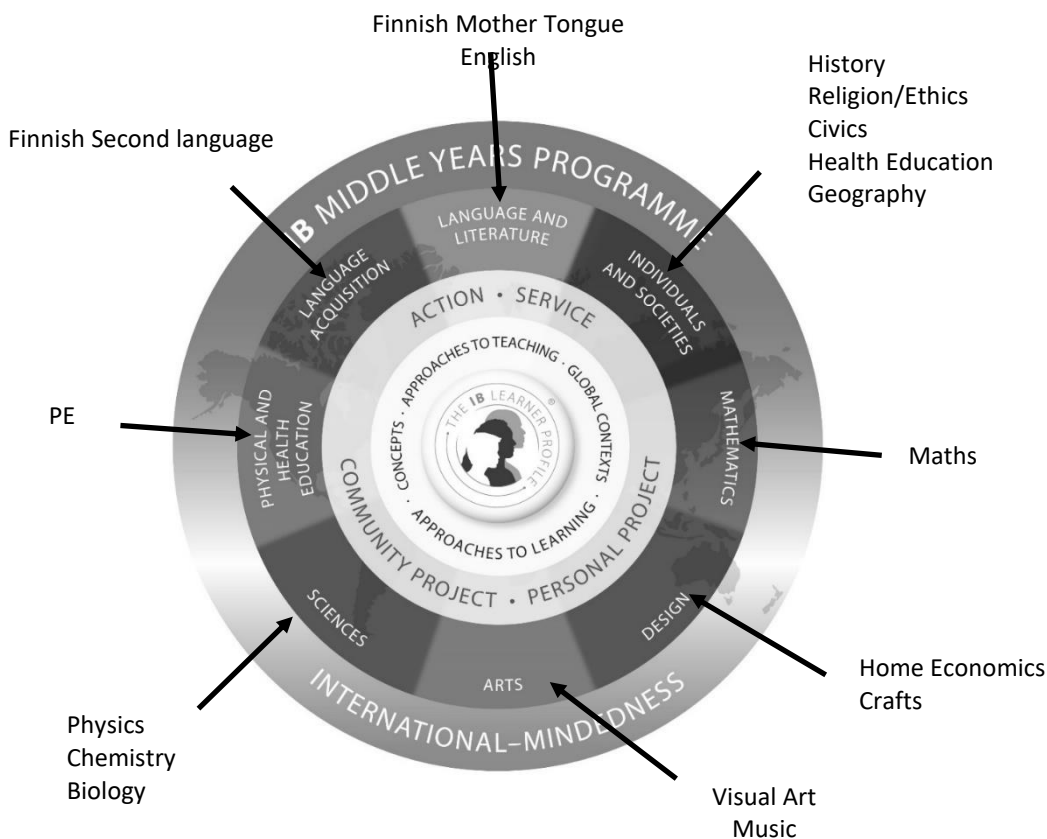 Finnish Mother Tongue
English
History
Religion/Ethics
Civics
Health Education
Geography
Finnish Second language
IB MIDDLE YEARS PROGRAMME
LANGUAGE AND
LITERATURE
LANGUAGE
ACQUISITION
INDIVIDUALS
AND SOCIETIES
ACTION · SERVICE
APPROACHES TO TEACHING · GLOBAL CONTEXTS ·
CONCEPTS ·
THE IB LEARNER PROFILE ®
APPROACHES TO LEARNING ·
PE
PHYSICAL AND
HEALTH
EDUCATION
MATHEMATICS
Maths
COMMUNITY PROJECT · PERSONAL PROJECT
SCIENCES
ARTS
DESIGN
INTERNATIONAL–MINDEDNESS
Home Economics
Crafts
Physics
Chemistry
Biology
Visual Art
Music